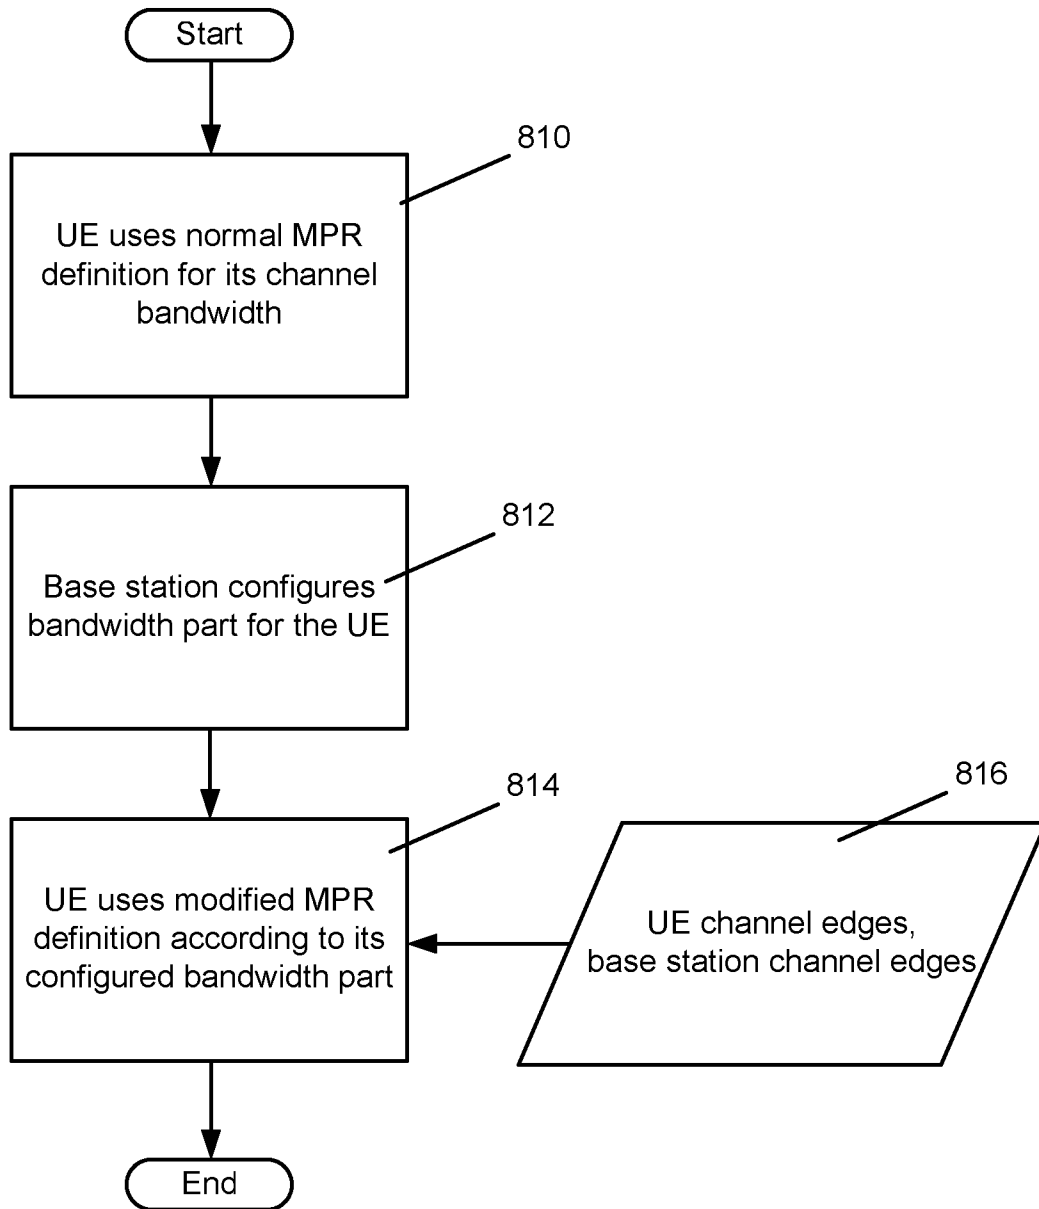 Start
810
UE uses normal MPR
definition for its channel
bandwidth
812
Base station configures
bandwidth part for the UE
814
UE uses modified MPR
definition according to its
configured bandwidth part
816
UE channel edges,
base station channel edges
End